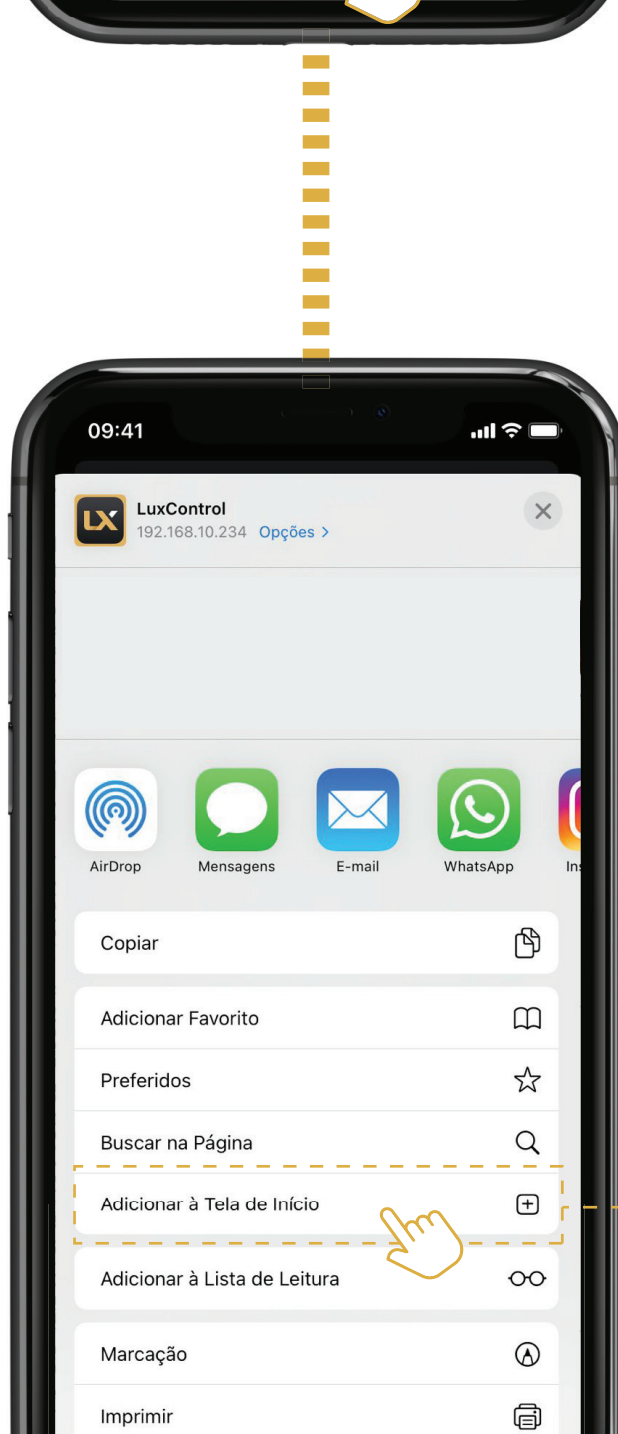 09:41
LX
LuxControl
192.168.10.234 Opções >
AirDrop Mensagens E-mail WhatsApp Ins
Copiar
Adicionar Favorito
Preferidos
Buscar na Página
Adicionar à Tela de Início
Adicionar à Lista de Leitura
Marcação
Imprimir